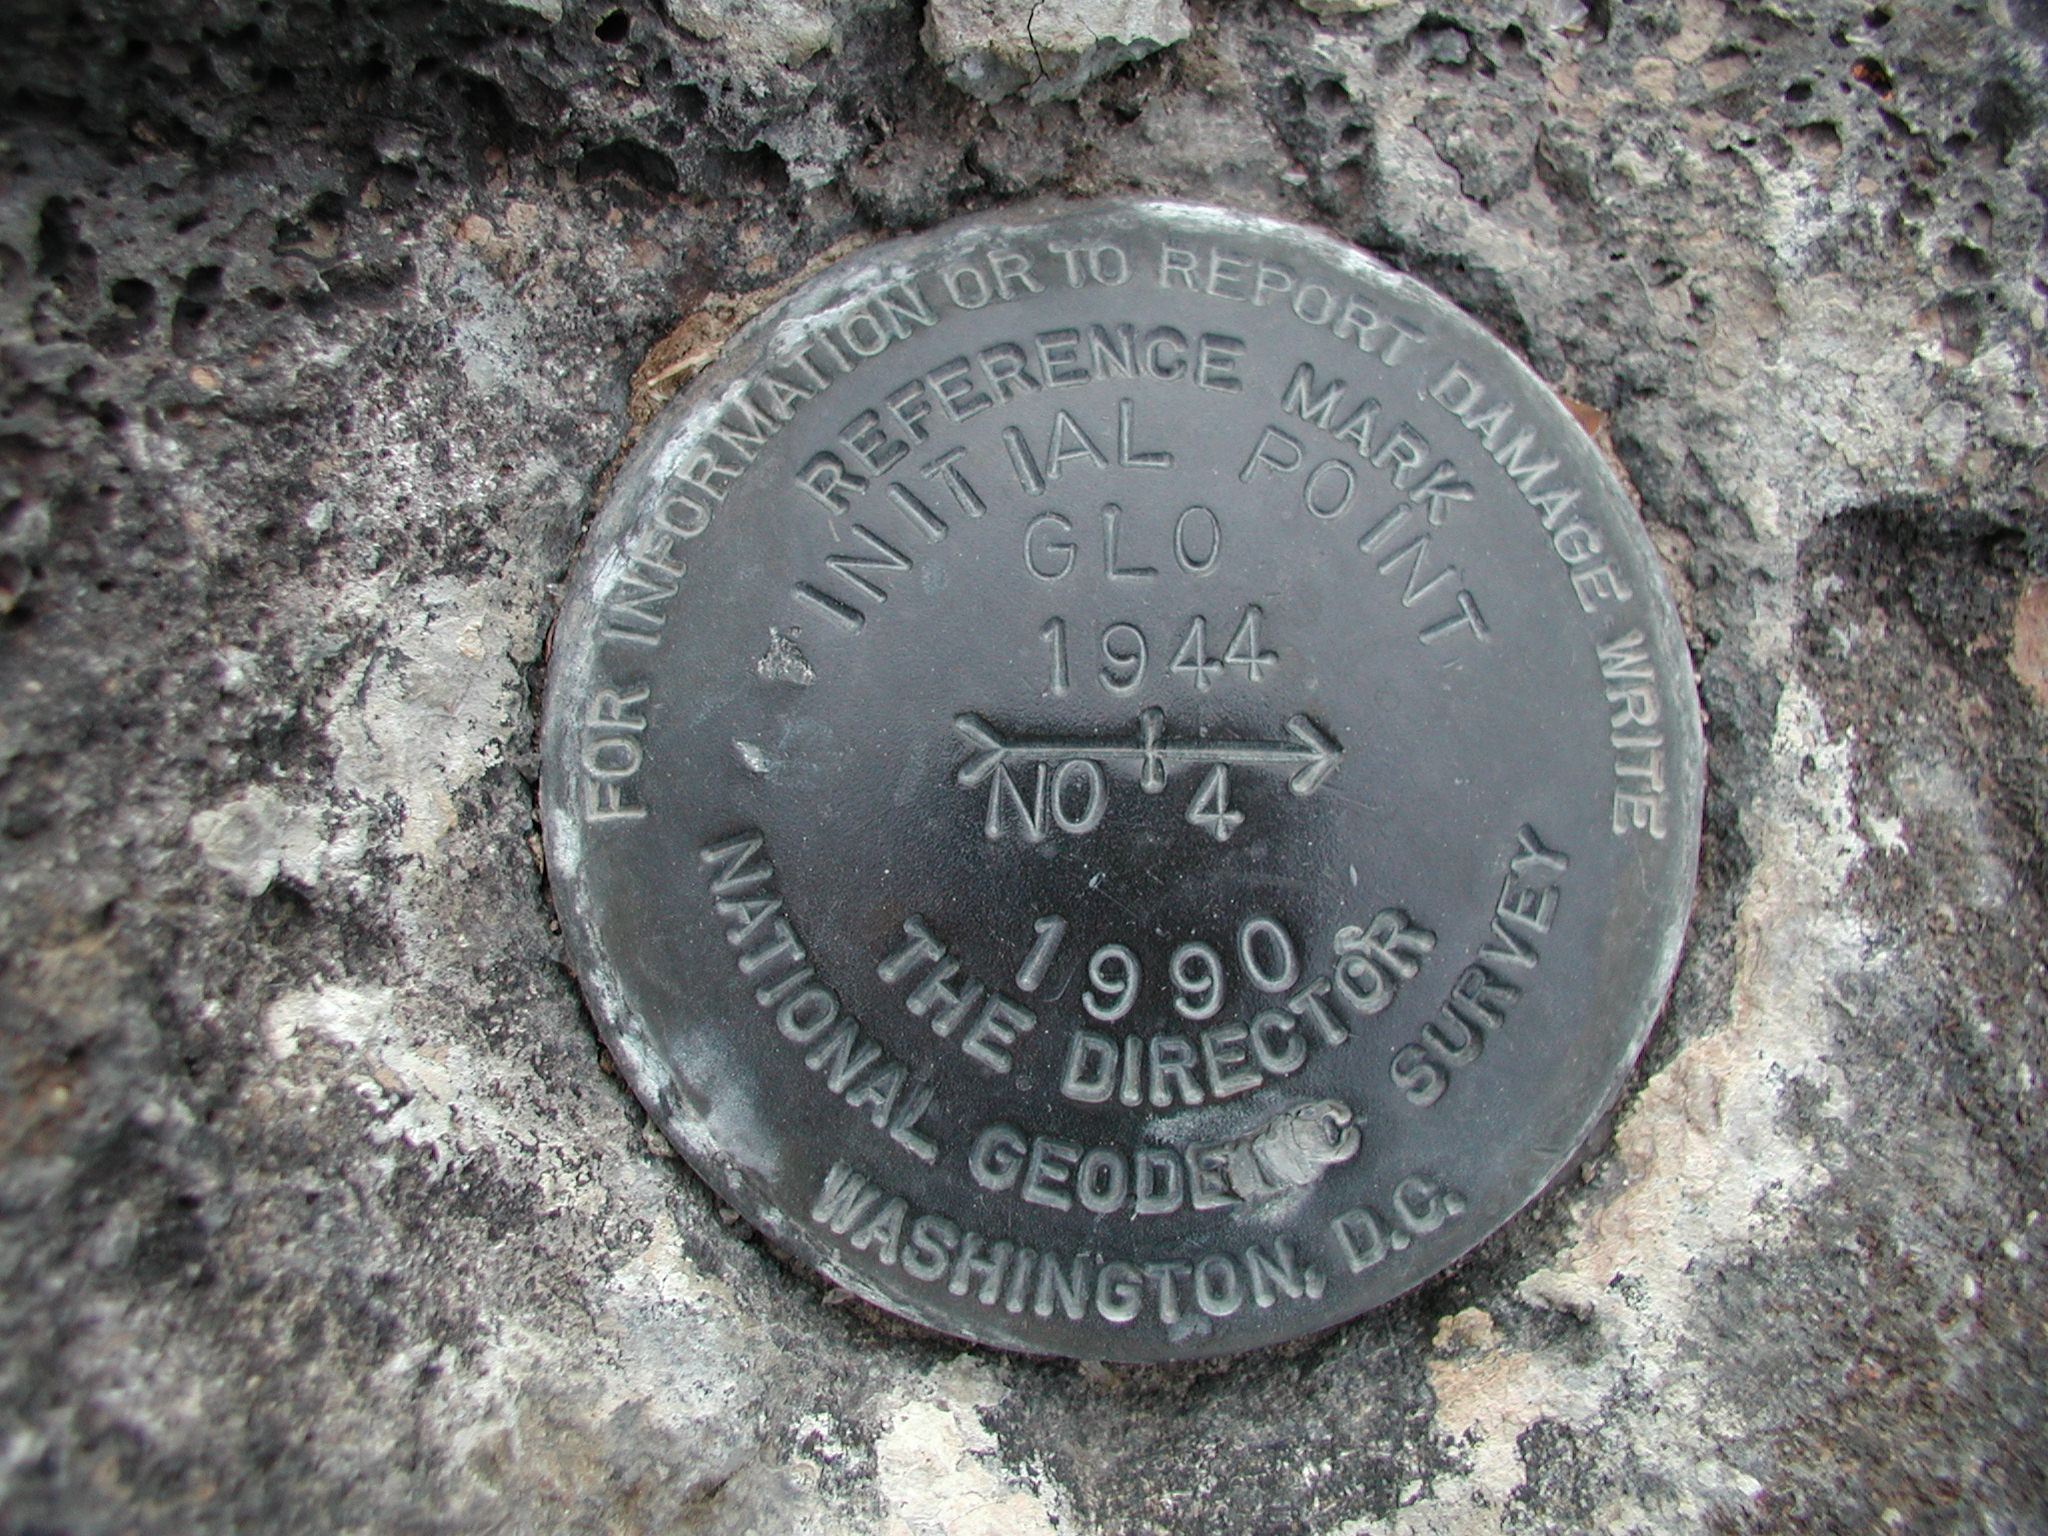 FOR INFORMATION OR TO REPORT DAMAGE WRITE
REFERENCE MARK
INITIAL POINT
GLO
1944
NO 4
1990
THE DIRECTOR
NATIONAL GEODETIC SURVEY
WASHINGTON, D.C.